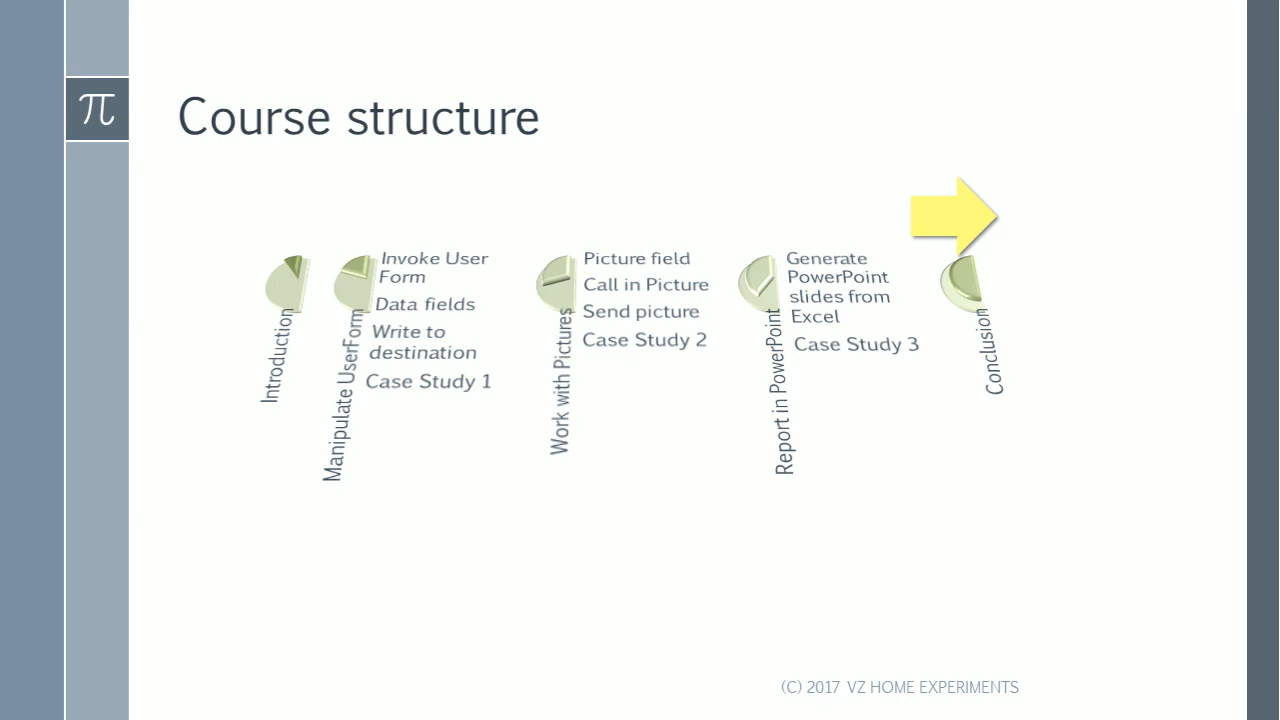 π
Course structure
Introduction
Manipulate UserForm
Invoke User
Form
Data fields
Write to
destination
Case Study 1
Work with Pictures
Picture field
Call in Picture
Send picture
Case Study 2
Report in PowerPoint
Generate
PowerPoint
slides from
Excel
Case Study 3
Conclusion
(C) 2017 VZ HOME EXPERIMENTS